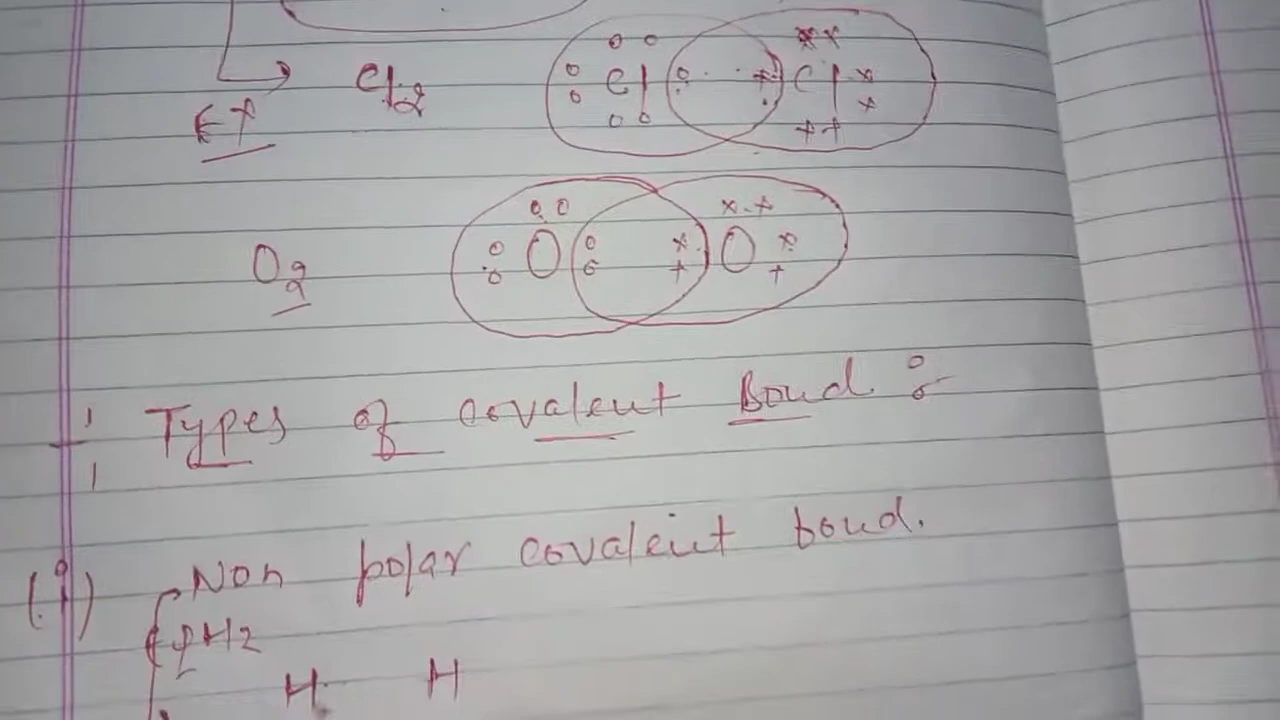 Ex
Cl2
Cl Cl
O2
O O
Types of covalent Bond :-
(i) Non polar covalent bond.
H2
H H